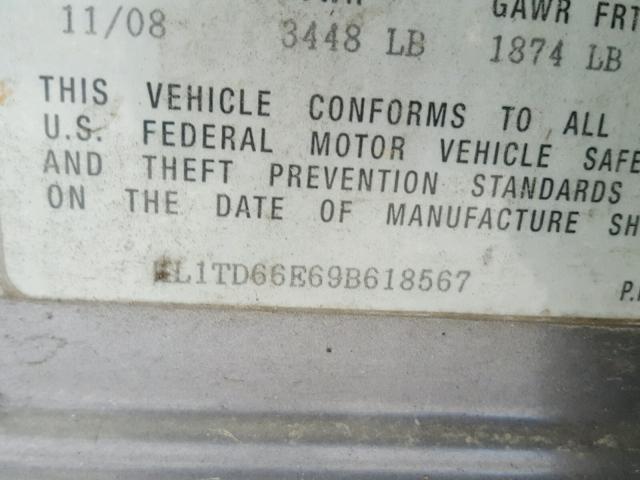 GAWR FRT
11/08 3448 LB 1874 LB
THIS VEHICLE CONFORMS TO ALL
U.S. FEDERAL MOTOR VEHICLE SAFE
AND THEFT PREVENTION STANDARDS
ON THE DATE OF MANUFACTURE SH
KL1TD66E69B618567